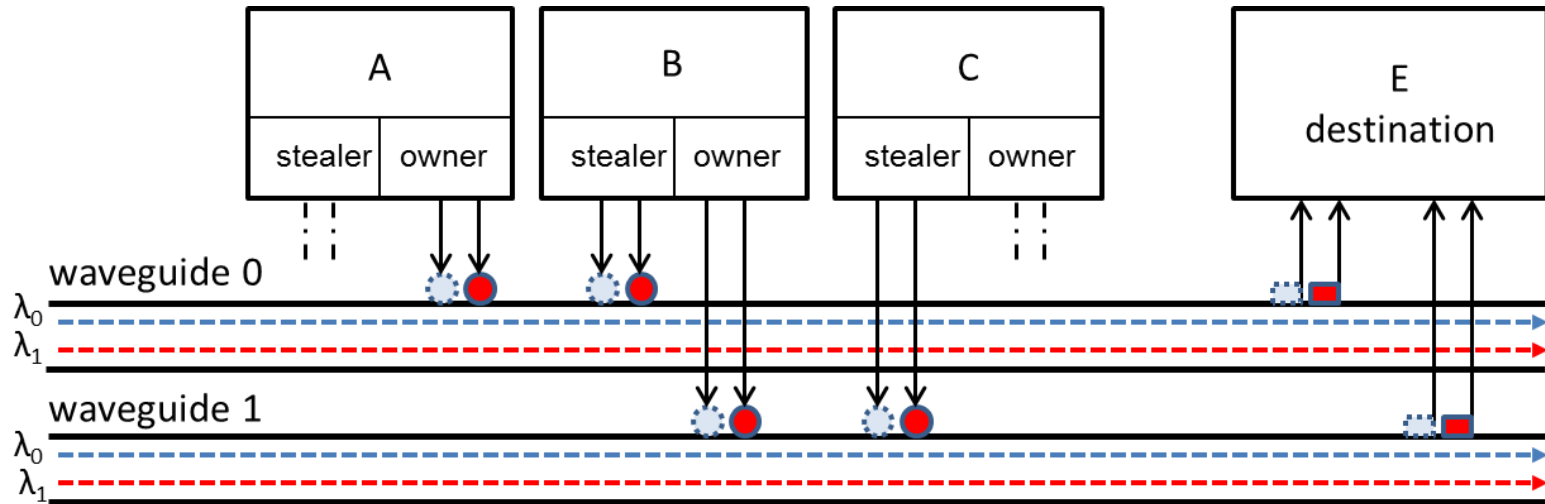 A
B
C
E
destination
stealer
owner
stealer
owner
stealer
owner
waveguide 0
λ0
λ1
waveguide 1
λ0
λ1